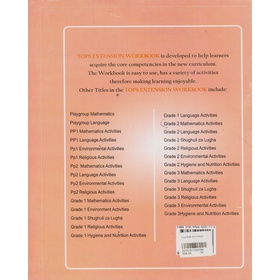 TOPS EXTENSION WORKBOOK is developed to help learners
acquire the core competencies in the new curriculum.
The Workbook is easy to use, has a variety of activities
therefore making learning enjoyable.
Other Titles in the TOPS EXTENSION WORKBOOK include:
Playgroup Mathematics
Playgroup Language
PP1 Mathematics Activities
PP1 Language Activities
Pp1 Environmental Activities
Pp1 Religious Activities
Pp2 Mathematics Activities
Pp2 Language Activities
Pp2 Environmental Activities
Pp2 Religious Activities
Grade 1 Mathematics Activities
Grade 1 Environment Activities
Grade 1 Shughuli za Lugha
Grade 1 Religious Activities
Grade 1 Hygiene and Nutrition Activities
Grade 1 Language Activities
Grade 2 Mathematics Activities
Grade 2 Language Activities
Grade 2 Shughuli za Lugha
Grade 2 Religious Activities
Grade 2 Environmental Activities
Grade 2 Hygiene and Nutrition Activities
Grade 3 Mathematics Activities
Grade 3 Language Activities
Grade 3 Shughuli za Lugha
Grade 3 Religious Activities
Grade 3 Environmental Activities
Grade 3Hygiene and Nutrition Activities